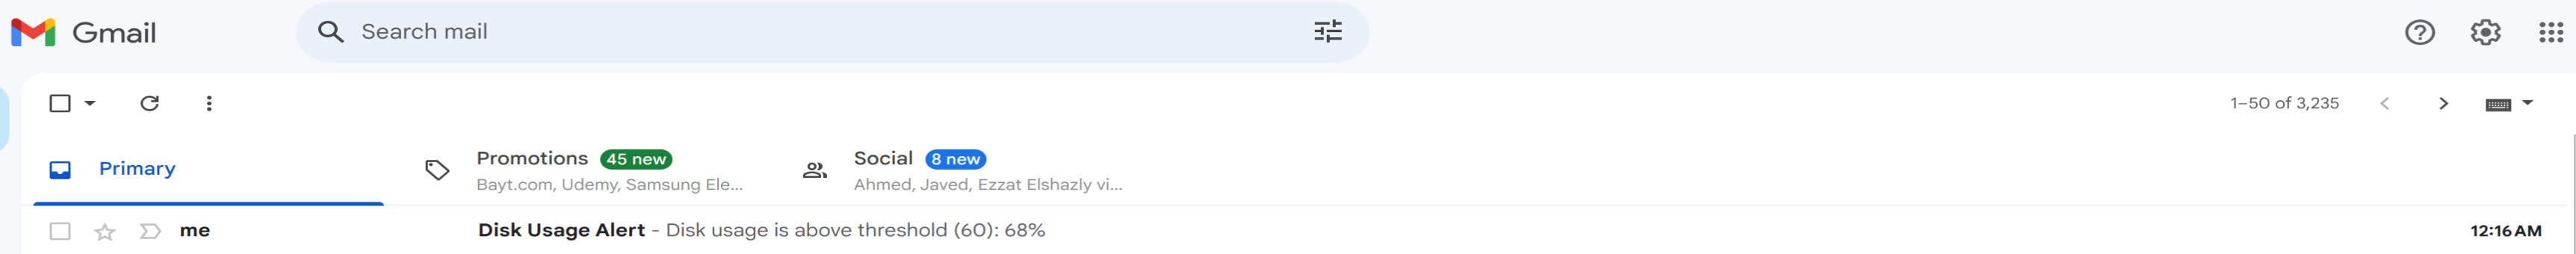 Gmail
Search mail
1–50 of 3,235
Primary
Promotions 45 new
Bayt.com, Udemy, Samsung Ele...
Social 8 new
Ahmed, Javed, Ezzat Elshazly vi...
me Disk Usage Alert - Disk usage is above threshold (60): 68% 12:16 AM